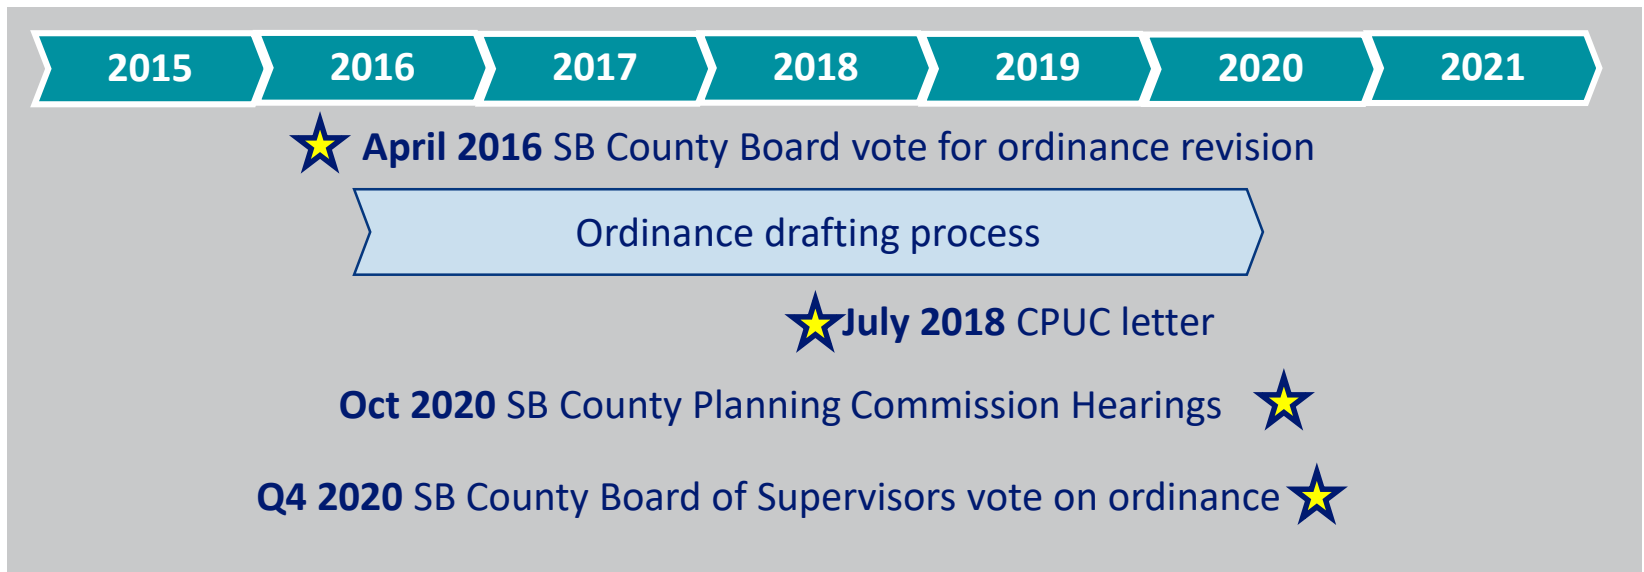 2015 2016 2017 2018 2019 2020 2021
April 2016 SB County Board vote for ordinance revision
Ordinance drafting process
July 2018 CPUC letter
Oct 2020 SB County Planning Commission Hearings
Q4 2020 SB County Board of Supervisors vote on ordinance